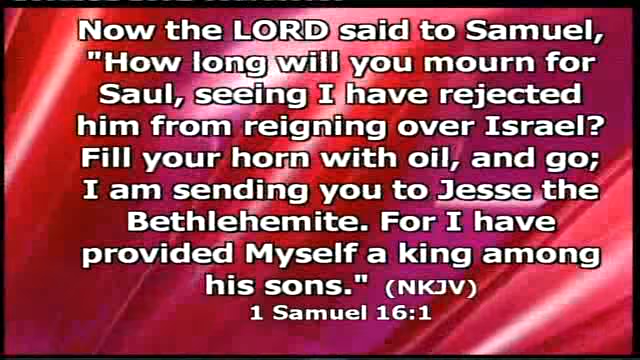 Now the LORD said to Samuel,
"How long will you mourn for
Saul, seeing I have rejected
him from reigning over Israel?
Fill your horn with oil, and go;
I am sending you to Jesse the
Bethlehemite. For I have
provided Myself a king among
his sons." (NKJV)
1 Samuel 16:1